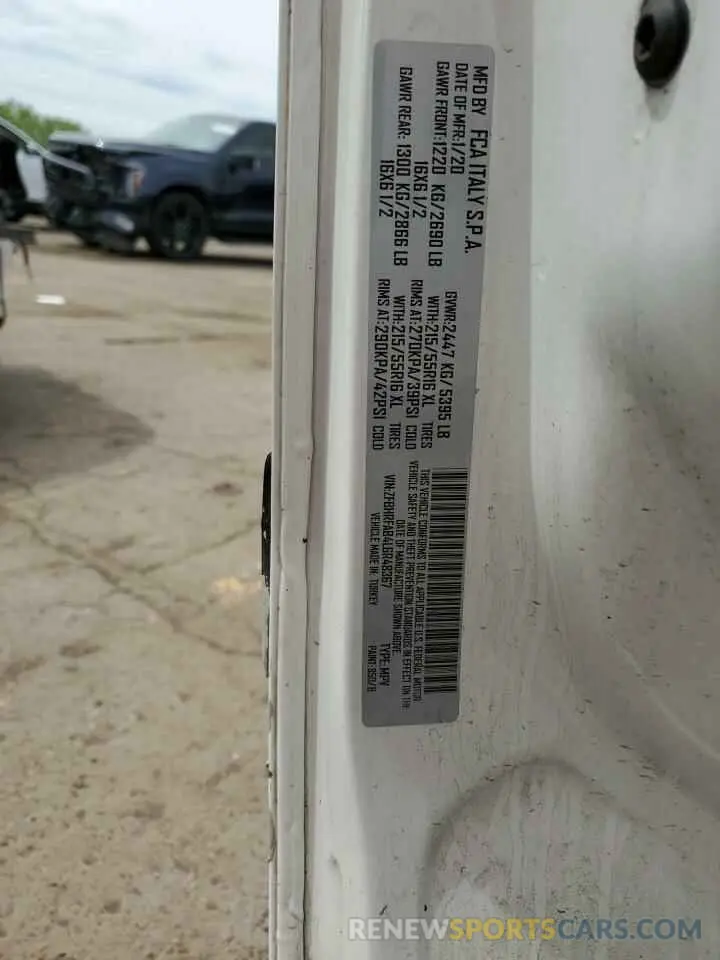 MFD BY FCA ITALY S.P.A.
DATE OF MFR:1/20 GVWR:2447 KG/5395 LB
GAWR FRONT:1220 KG/2690 LB WITH:215/55R16 XL TIRES
16X6 1/2 RIMS AT:270KPA/39PSI COLD
GAWR REAR: 1300 KG/2866 LB WITH:215/55R16 XL TIRES
16X6 1/2 RIMS AT:290KPA/42PSI COLD
THIS VEHICLE CONFORMS TO ALL APPLICABLE U.S. FEDERAL MOTOR
VEHICLE SAFETY AND THEFT PREVENTION STANDARDS IN EFFECT ON THE
DATE OF MANUFACTURE SHOWN ABOVE.
VIN:ZFBHRFAB4L6R48367 TYPE:MPV
VEHICLE MADE IN TURKEY PAINT:
RENEWSPORTSCARS.COM